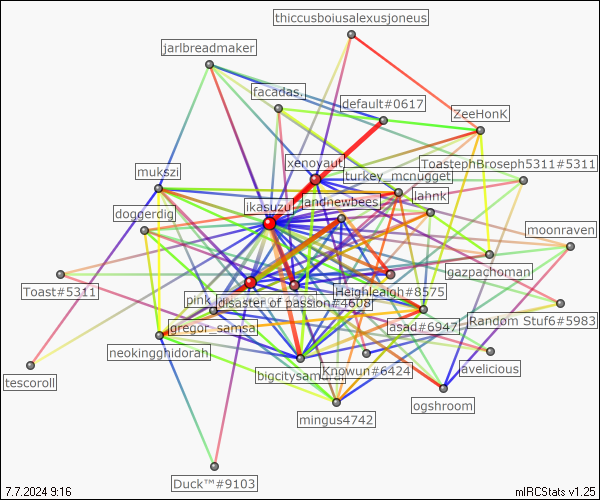 thiccusboiusalexusjoneus
jarlbreadmaker
facadas.
default#0617
ZeeHonK
xenoyaut
ToastephBroseph5311#5311
mukszi
turkey_mcnugget
lahnk
ikasuzu
andnewbees
doggerdig
moonraven
gazpachoman
Toast#5311
Heighleaigh#8575
pink
disaster of passion#4608
Random Stuf6#5983
jgregor_samsa
asad#6947
neokingghidorah
avelicious
Knowun#6424
bigcitysamurai
tescoroll
ogshroom
mingus4742
Duck™#9103
7.7.2024 9:16
mIRCStats v1.25